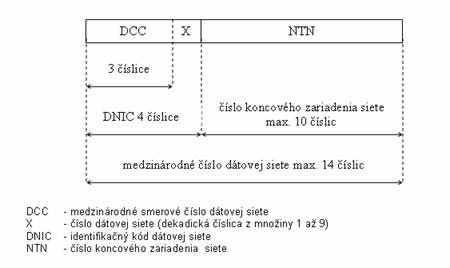 DCC X NTN
3 číslice
DNIC 4 číslice
číslo koncového zariadenia siete
max. 10 číslic
medzinárodné číslo dátovej siete max. 14 číslic
DCC - medzinárodné smerové číslo dátovej siete
X - číslo dátovej siete (dekadická číslica z množiny 1 až 9)
DNIC - identifikačný kód dátovej siete
NTN - číslo koncového zariadenia siete